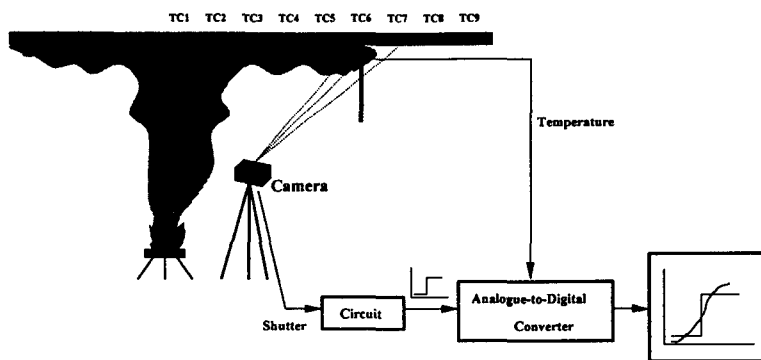 TC1 TC2 TC3 TC4 TC5 TC6 TC7 TC8 TC9
Temperature
Camera
Shutter
Circuit
Analogue-to-Digital
Converter